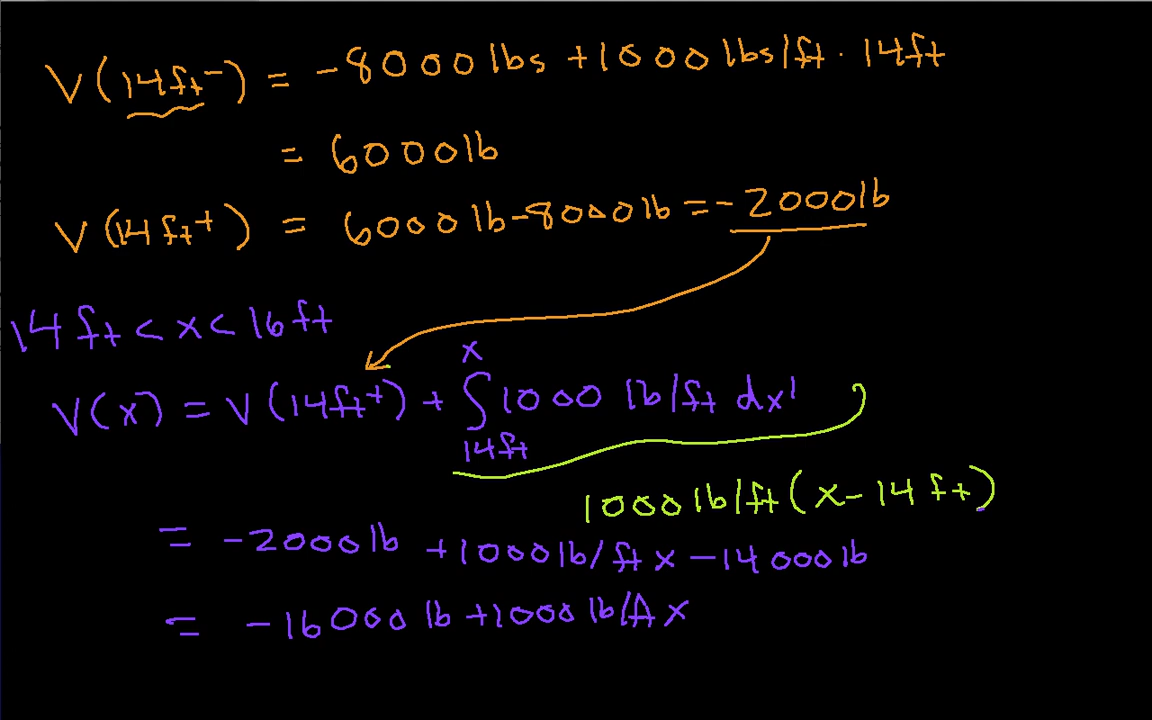 V(14ft⁻) = -8000 lbs + 1000 lbs/ft · 14ft
= 6000 lb
V(14ft⁺) = 6000 lb - 8000 lb = -2000 lb
14 ft < x < 16 ft
V(x) = V(14ft⁺) + ∫_{14ft}^{x} 1000 lb/ft dx'
1000 lb/ft (x - 14 ft)
= -2000 lb + 1000 lb/ft x - 14000 lb
= -16000 lb + 1000 lb/ft x